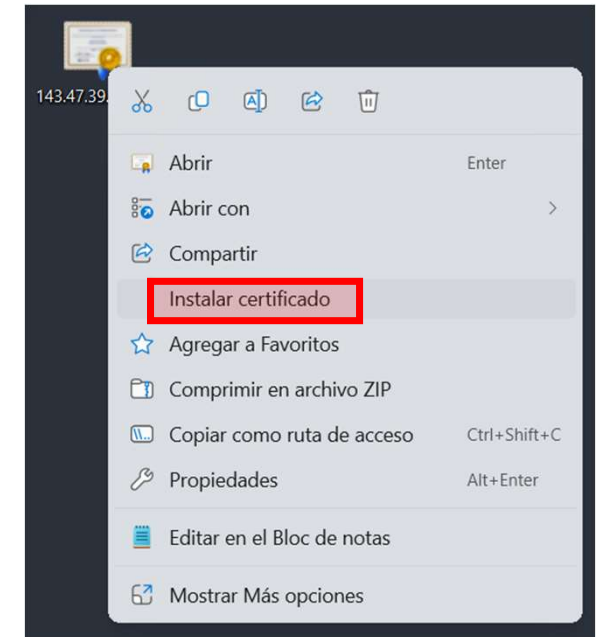 143.47.39.
Abrir Enter
Abrir con
Compartir
Instalar certificado
Agregar a Favoritos
Comprimir en archivo ZIP
Copiar como ruta de acceso Ctrl+Shift+C
Propiedades Alt+Enter
Editar en el Bloc de notas
Mostrar Más opciones